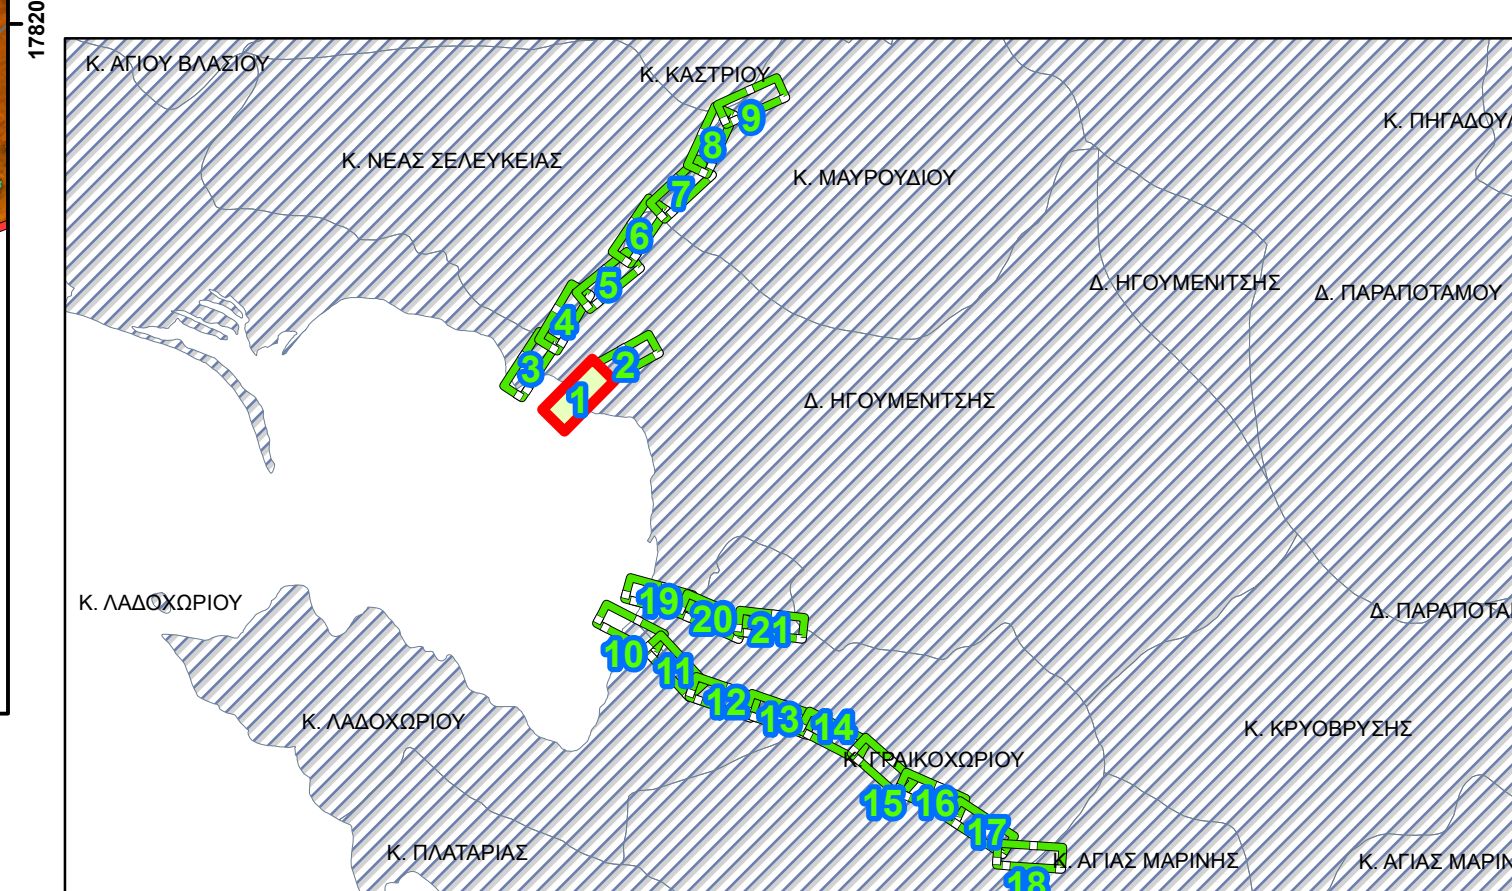 17820
Κ. ΑΓΙΟΥ ΒΛΑΣΙΟΥ
Κ. ΚΑΣΤΡΙΟΥ
9
Κ. ΠΗΓΑΔΟΥΛ
8
Κ. ΝΕΑΣ ΣΕΛΕΥΚΕΙΑΣ
Κ. ΜΑΥΡΟΥΔΙΟΥ
7
6
5
Δ. ΗΓΟΥΜΕΝΙΤΣΗΣ
Δ. ΠΑΡΑΠΟΤΑΜΟΥ
4
3
2
1
Δ. ΗΓΟΥΜΕΝΙΤΣΗΣ
Κ. ΛΑΔΟΧΩΡΙΟΥ
19
20
21
Δ. ΠΑΡΑΠΟΤΑ
10
11
12
13
14
Κ. ΛΑΔΟΧΩΡΙΟΥ
Κ. ΚΡΥΟΒΡΥΣΗΣ
Κ. ΓΡΑΙΚΟΧΩΡΙΟΥ
15
16
17
Κ. ΠΛΑΤΑΡΙΑΣ
Κ. ΑΓΙΑΣ ΜΑΡΙΝΗΣ
Κ. ΑΓΙΑΣ ΜΑΡΙΝ
18